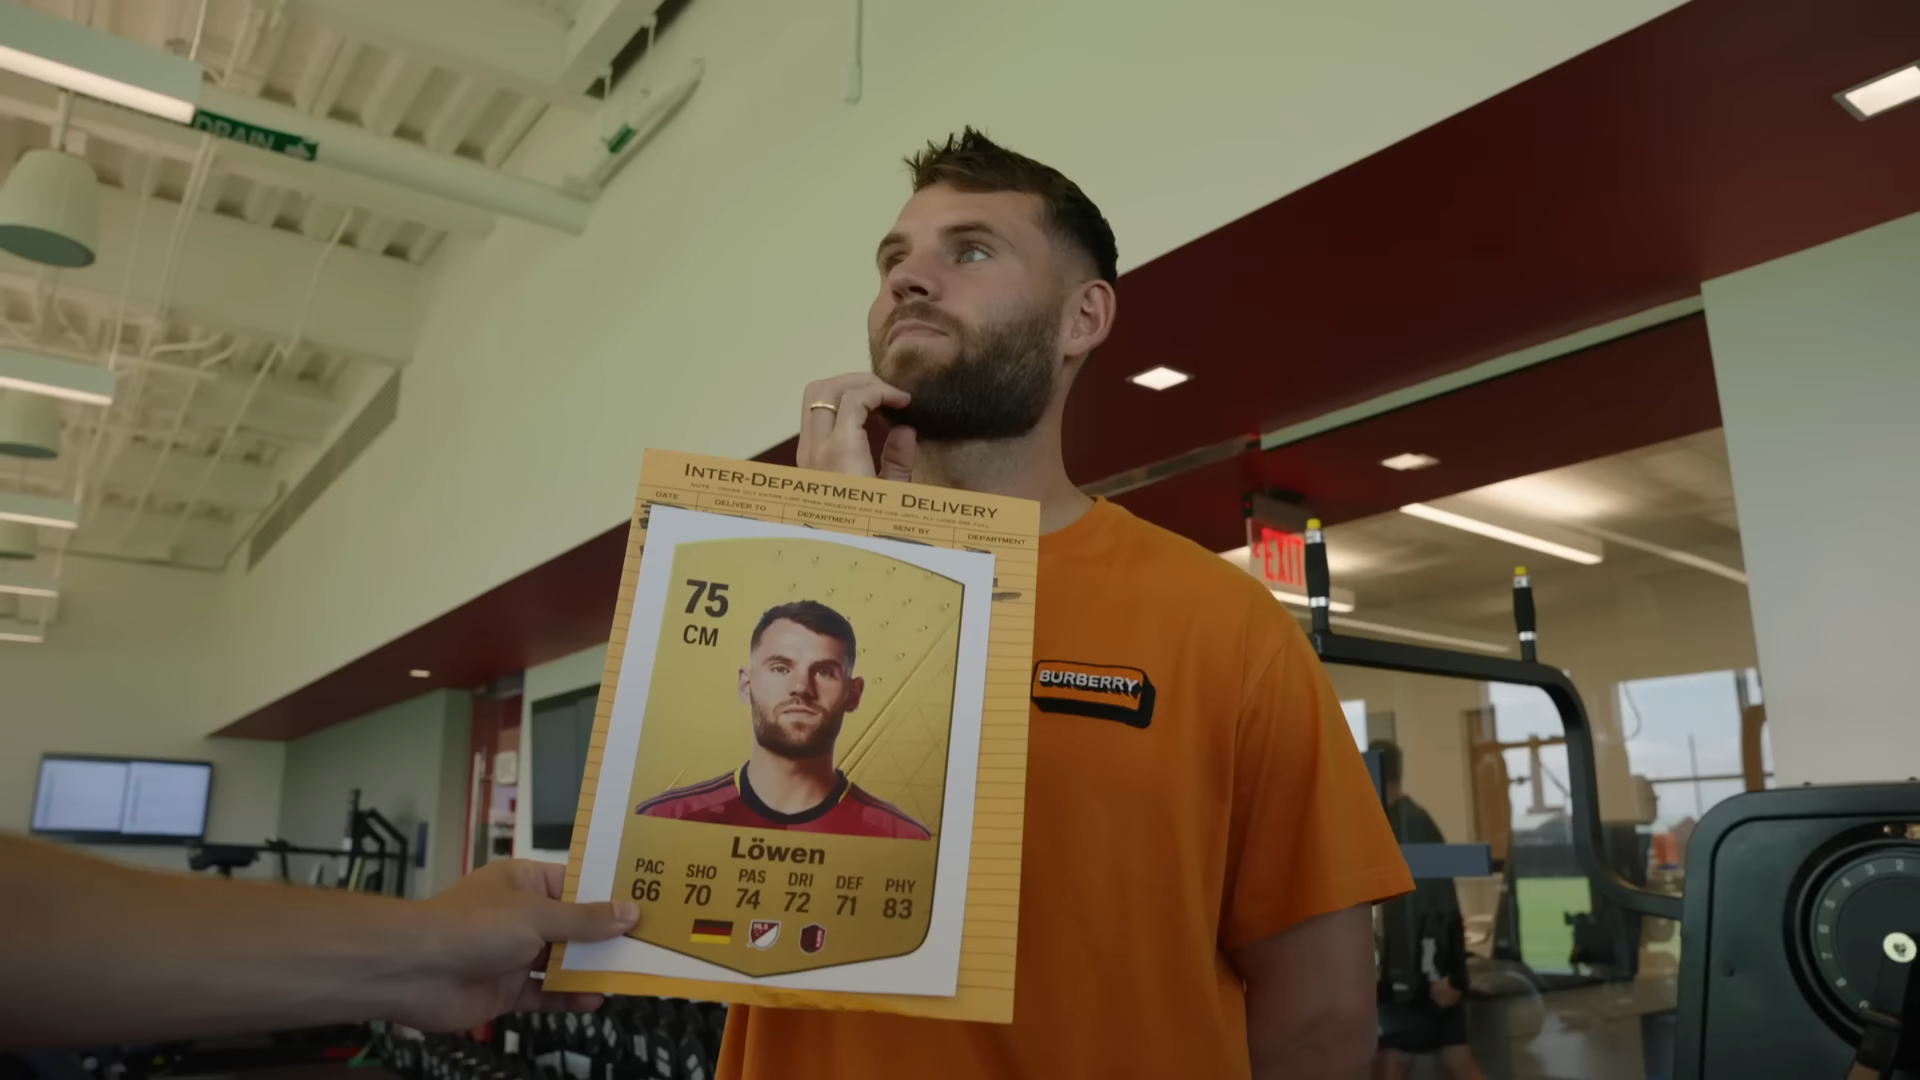 DRAIN
INTER-DEPARTMENT DELIVERY
DATE
DELIVER TO
DEPARTMENT
SENT BY
DEPARTMENT
75
CM
EXIT
BURBERRY
Löwen
PAC SHO PAS DRI DEF PHY
66 70 74 72 71 83